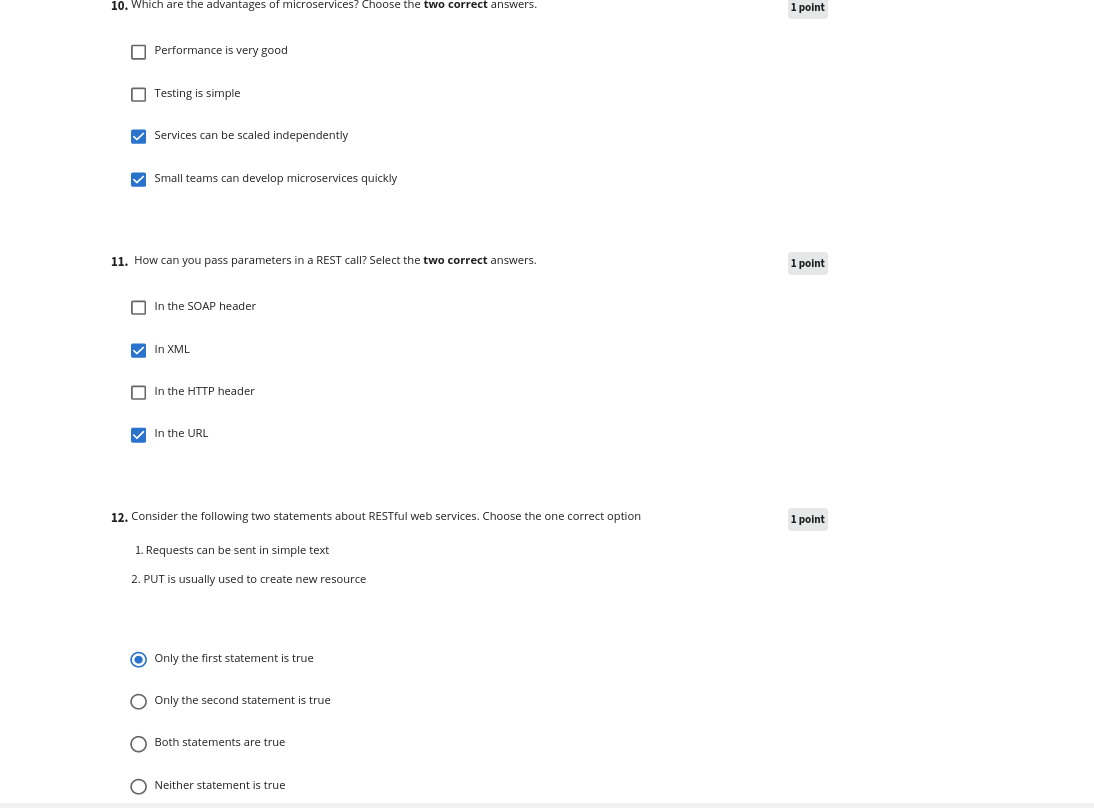 10. Which are the advantages of microservices? Choose the two correct answers.
1 point
Performance is very good
Testing is simple
Services can be scaled independently
Small teams can develop microservices quickly
11. How can you pass parameters in a REST call? Select the two correct answers.
1 point
In the SOAP header
In XML
In the HTTP header
In the URL
12. Consider the following two statements about RESTful web services. Choose the one correct option
1 point
1. Requests can be sent in simple text
2. PUT is usually used to create new resource
Only the first statement is true
Only the second statement is true
Both statements are true
Neither statement is true